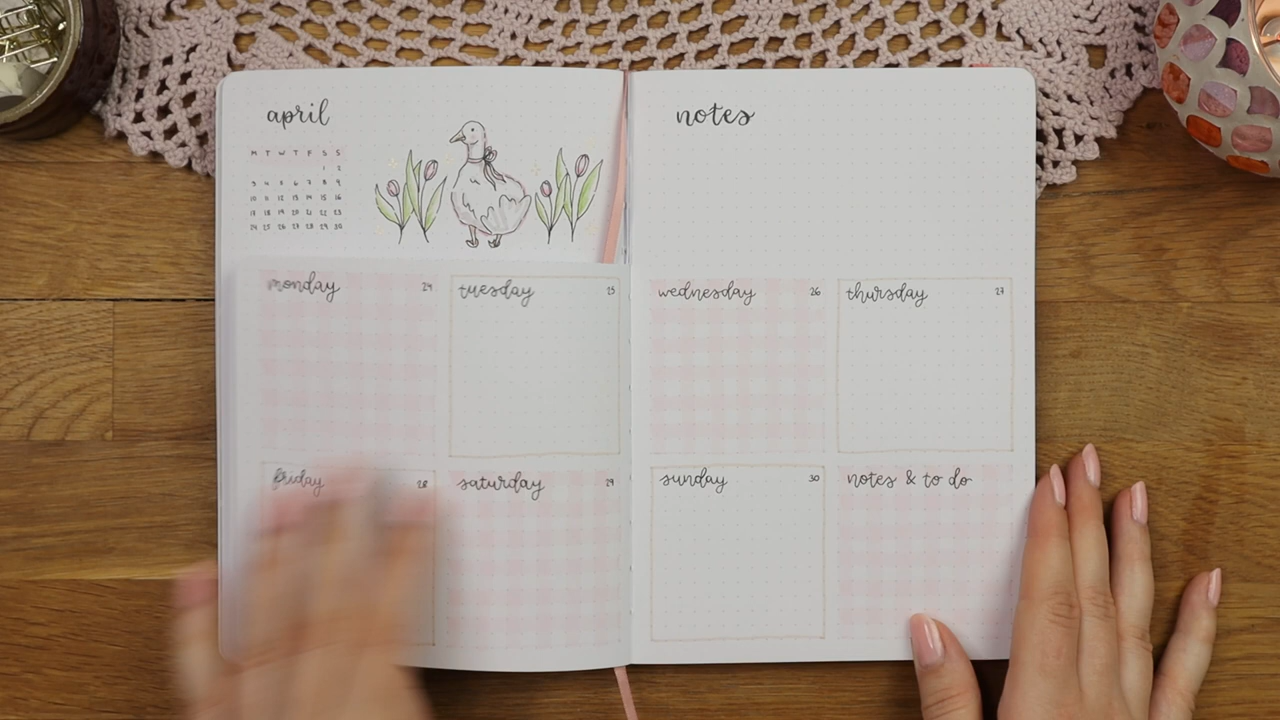 april
notes
M T W T F S S
1 2
3 4 5 6 7 8 9
10 11 12 13 14 15 16
17 18 19 20 21 22 23
24 25 26 27 28 29 30
monday 24
tuesday 25
wednesday 26
thursday 27
friday 28
saturday 29
sunday 30
notes & to do